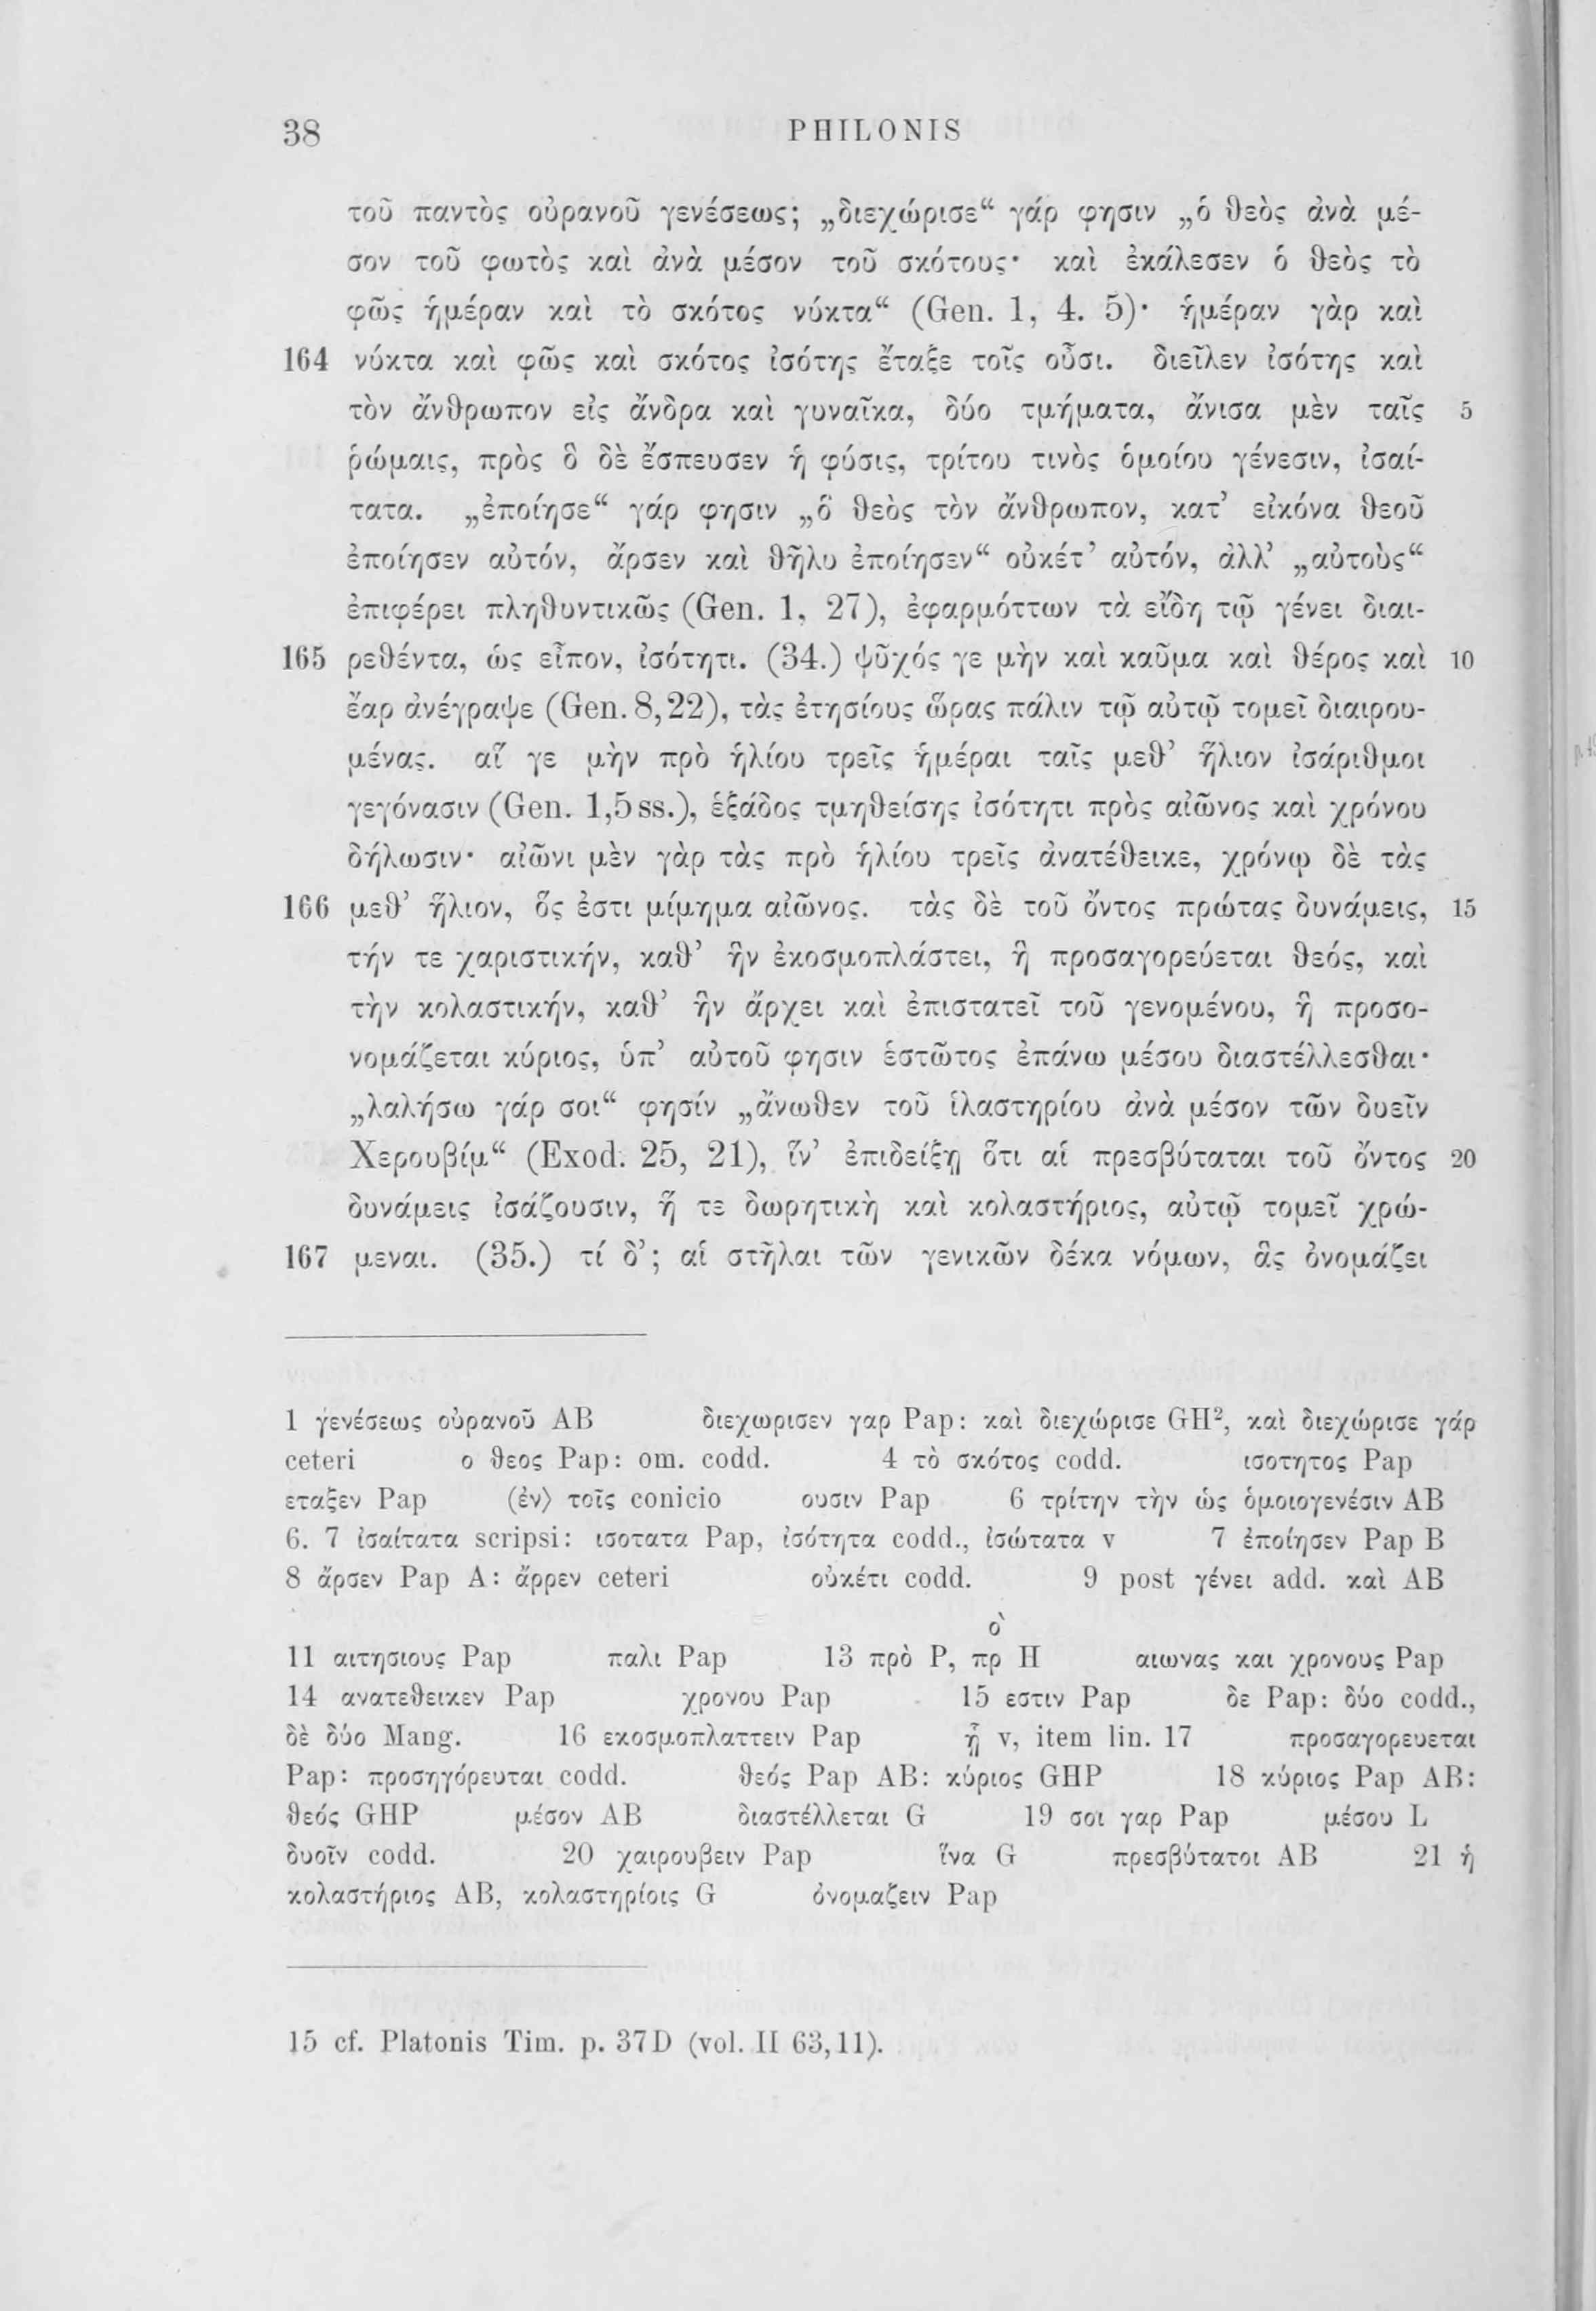 38 PHILONIS
τοῦ παντὸς οὐρανοῦ γενέσεως; „διεχώρισε“ γάρ φησιν „ὁ θεὸς ἀνὰ μέ-
σον τοῦ φωτὸς καὶ ἀνὰ μέσον τοῦ σκότους· καὶ ἐκάλεσεν ὁ θεὸς τὸ
φῶς ἡμέραν καὶ τὸ σκότος νύκτα“ (Gen. 1, 4. 5)· ἡμέραν γὰρ καὶ
164 νύκτα καὶ φῶς καὶ σκότος ἰσότης ἔταξε τοῖς οὖσι. διεῖλεν ἰσότης καὶ
τὸν ἄνθρωπον εἰς ἄνδρα καὶ γυναῖκα, δύο τμήματα, ἄνισα μὲν ταῖς 5
ῥώμαις, πρὸς ὃ δὲ ἔσπευσεν ἡ φύσις, τρίτου τινὸς ὁμοίου γένεσιν, ἰσαί-
τατα. „ἐποίησε“ γάρ φησιν „ὁ θεὸς τὸν ἄνθρωπον, κατ’ εἰκόνα θεοῦ
ἐποίησεν αὐτόν, ἄρσεν καὶ θῆλυ ἐποίησεν“ οὐκέτ’ αὐτόν, ἀλλ’ „αὐτοὺς“
ἐπιφέρει πληθυντικῶς (Gen. 1, 27), ἐφαρμόττων τὰ εἴδη τῷ γένει διαι-
165 ρεθέντα, ὡς εἶπον, ἰσότητι. (34.) ψῦχός γε μὴν καὶ καῦμα καὶ θέρος καὶ 10
ἔαρ ἀνέγραψε (Gen. 8,22), τὰς ἐτησίους ὥρας πάλιν τῷ αὐτῷ τομεῖ διαιρου-
μένας. αἵ γε μὴν πρὸ ἡλίου τρεῖς ἡμέραι ταῖς μεθ’ ἥλιον ἰσάριθμοι
γεγόνασιν (Gen. 1,5 ss.), ἑξάδος τμηθείσης ἰσότητι πρὸς αἰῶνος καὶ χρόνου
δήλωσιν· αἰῶνι μὲν γὰρ τὰς πρὸ ἡλίου τρεῖς ἀνατέθεικε, χρόνῳ δὲ τὰς
166 μεθ’ ἥλιον, ὅς ἐστι μίμημα αἰῶνος. τὰς δὲ τοῦ ὄντος πρώτας δυνάμεις, 15
τήν τε χαριστικήν, καθ’ ἣν ἐκοσμοπλάστει, ἣ προσαγορεύεται θεός, καὶ
τὴν κολαστικήν, καθ’ ἣν ἄρχει καὶ ἐπιστατεῖ τοῦ γενομένου, ἣ προσο-
νομάζεται κύριος, ὑπ’ αὐτοῦ φησιν ἑστῶτος ἐπάνω μέσου διαστέλλεσθαι·
„λαλήσω γάρ σοι“ φησίν „ἄνωθεν τοῦ ἱλαστηρίου ἀνὰ μέσον τῶν δυεῖν
Χερουβίμ“ (Exod. 25, 21), ἵν’ ἐπιδείξῃ ὅτι αἱ πρεσβύταται τοῦ ὄντος 20
δυνάμεις ἰσάζουσιν, ἥ τε δωρητικὴ καὶ κολαστήριος, αὐτῷ τομεῖ χρώ-
167 μεναι. (35.) τί δ’; αἱ στῆλαι τῶν γενικῶν δέκα νόμων, ἃς ὀνομάζει
1 γενέσεως οὐρανοῦ AB διεχωρισεν γαρ Pap: καὶ διεχώρισε GH², καὶ διεχώρισε γάρ
ceteri ο θεος Pap: om. codd. 4 τὸ σκότος codd. ισοτητος Pap
εταξεν Pap (ἐν⟩ τοῖς conicio ουσιν Pap 6 τρίτην τὴν ὡς ὁμοιογενέσιν AB
6. 7 ἰσαίτατα scripsi: ισοτατα Pap, ἰσότητα codd., ἰσώτατα v 7 ἐποίησεν Pap B
8 ἄρσεν Pap A: ἄρρεν ceteri οὐκέτι codd. 9 post γένει add. καὶ AB
11 αιτησιους Pap παλι Pap 13 πρὸ P, πρ ὸ H αιωνας και χρονους Pap
14 ανατεθεικεν Pap χρονου Pap 15 εστιν Pap δε Pap: δύο codd.,
δὲ δύο Mang. 16 εκοσμοπλαττειν Pap ᾗ v, item lin. 17 προσαγορευεται
Pap: προσηγόρευται codd. θεός Pap AB: κύριος GHP 18 κύριος Pap AB:
θεός GHP μέσον AB διαστέλλεται G 19 σοι γαρ Pap μέσου L
δυοῖν codd. 20 χαιρουβειν Pap ἵνα G πρεσβύτατοι AB 21 ἡ
κολαστήριος AB, κολαστηρίοις G ὀνομαζειν Pap
15 cf. Platonis Tim. p. 37D (vol. II 63,11).